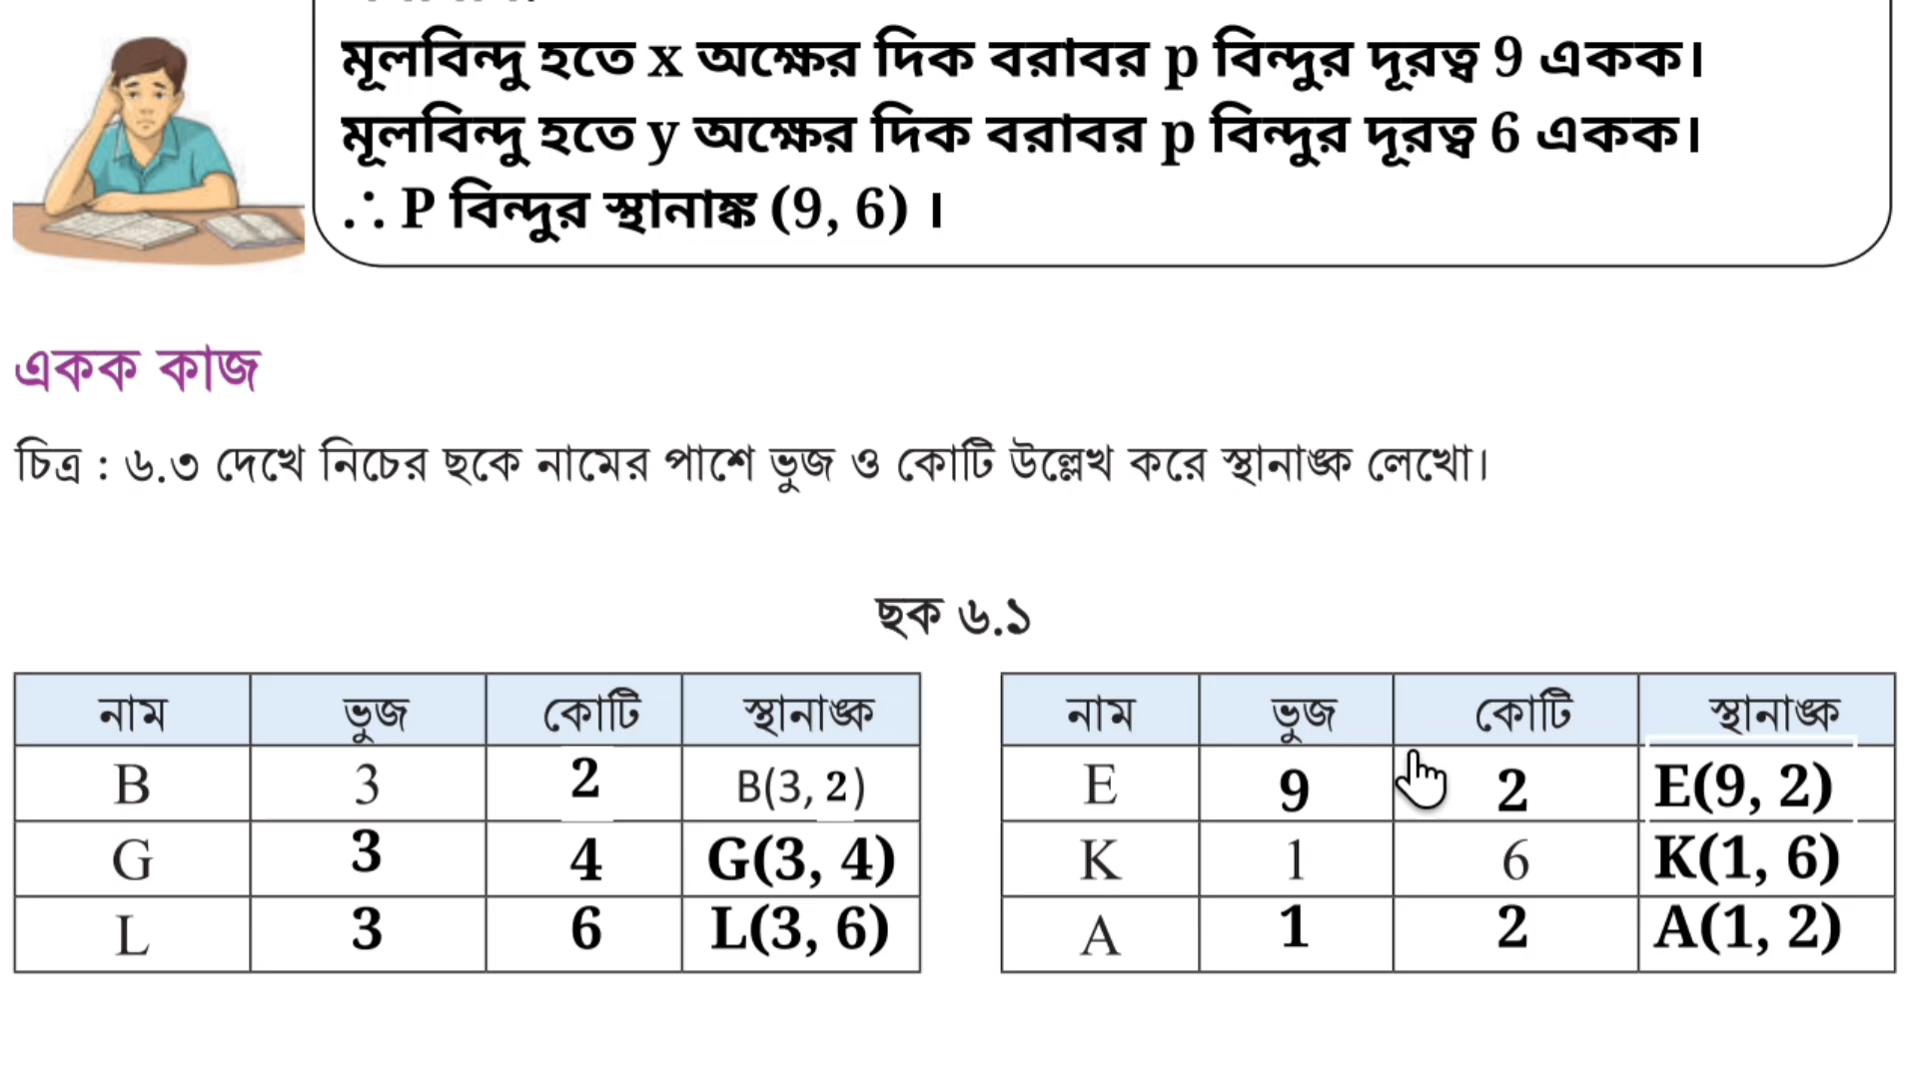 মূলবিন্দু হতে x অক্ষের দিক বরাবর p বিন্দুর দূরত্ব 9 একক।
মূলবিন্দু হতে y অক্ষের দিক বরাবর p বিন্দুর দূরত্ব 6 একক।
∴ P বিন্দুর স্থানাঙ্ক (9, 6) ।
একক কাজ
চিত্র : ৬.৩ দেখে নিচের ছকে নামের পাশে ভুজ ও কোটি উল্লেখ করে স্থানাঙ্ক লেখো।
ছক ৬.১
নাম ভুজ কোটি স্থানাঙ্ক নাম ভুজ কোটি স্থানাঙ্ক
B 3 2 B(3, 2) E 9 2 E(9, 2)
G 3 4 G(3, 4) K 1 6 K(1, 6)
L 3 6 L(3, 6) A 1 2 A(1, 2)